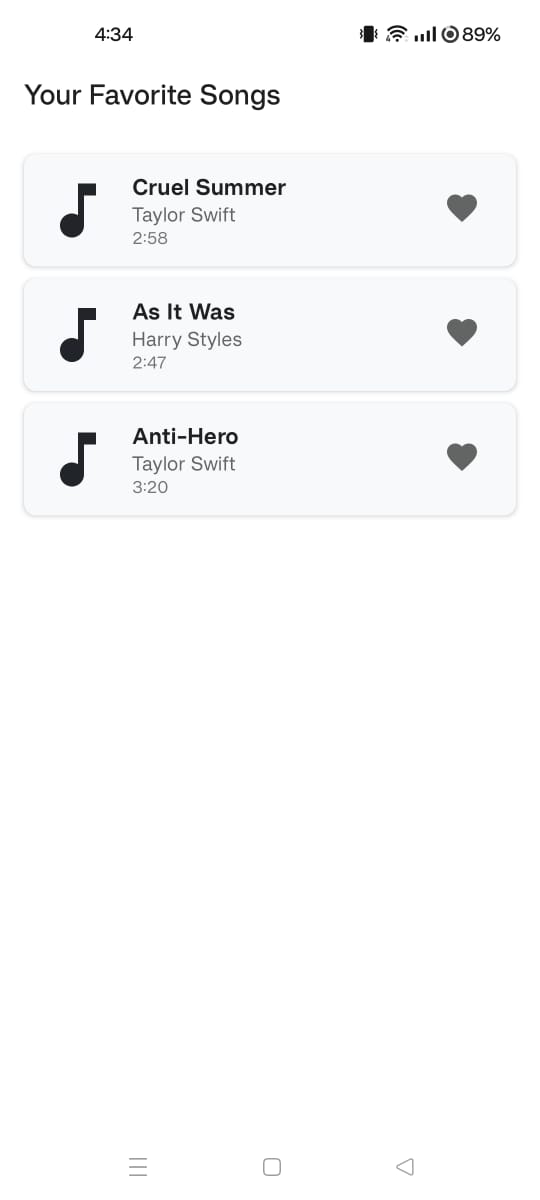 4:34
89%
Your Favorite Songs
Cruel Summer
Taylor Swift
2:58
As It Was
Harry Styles
2:47
Anti-Hero
Taylor Swift
3:20